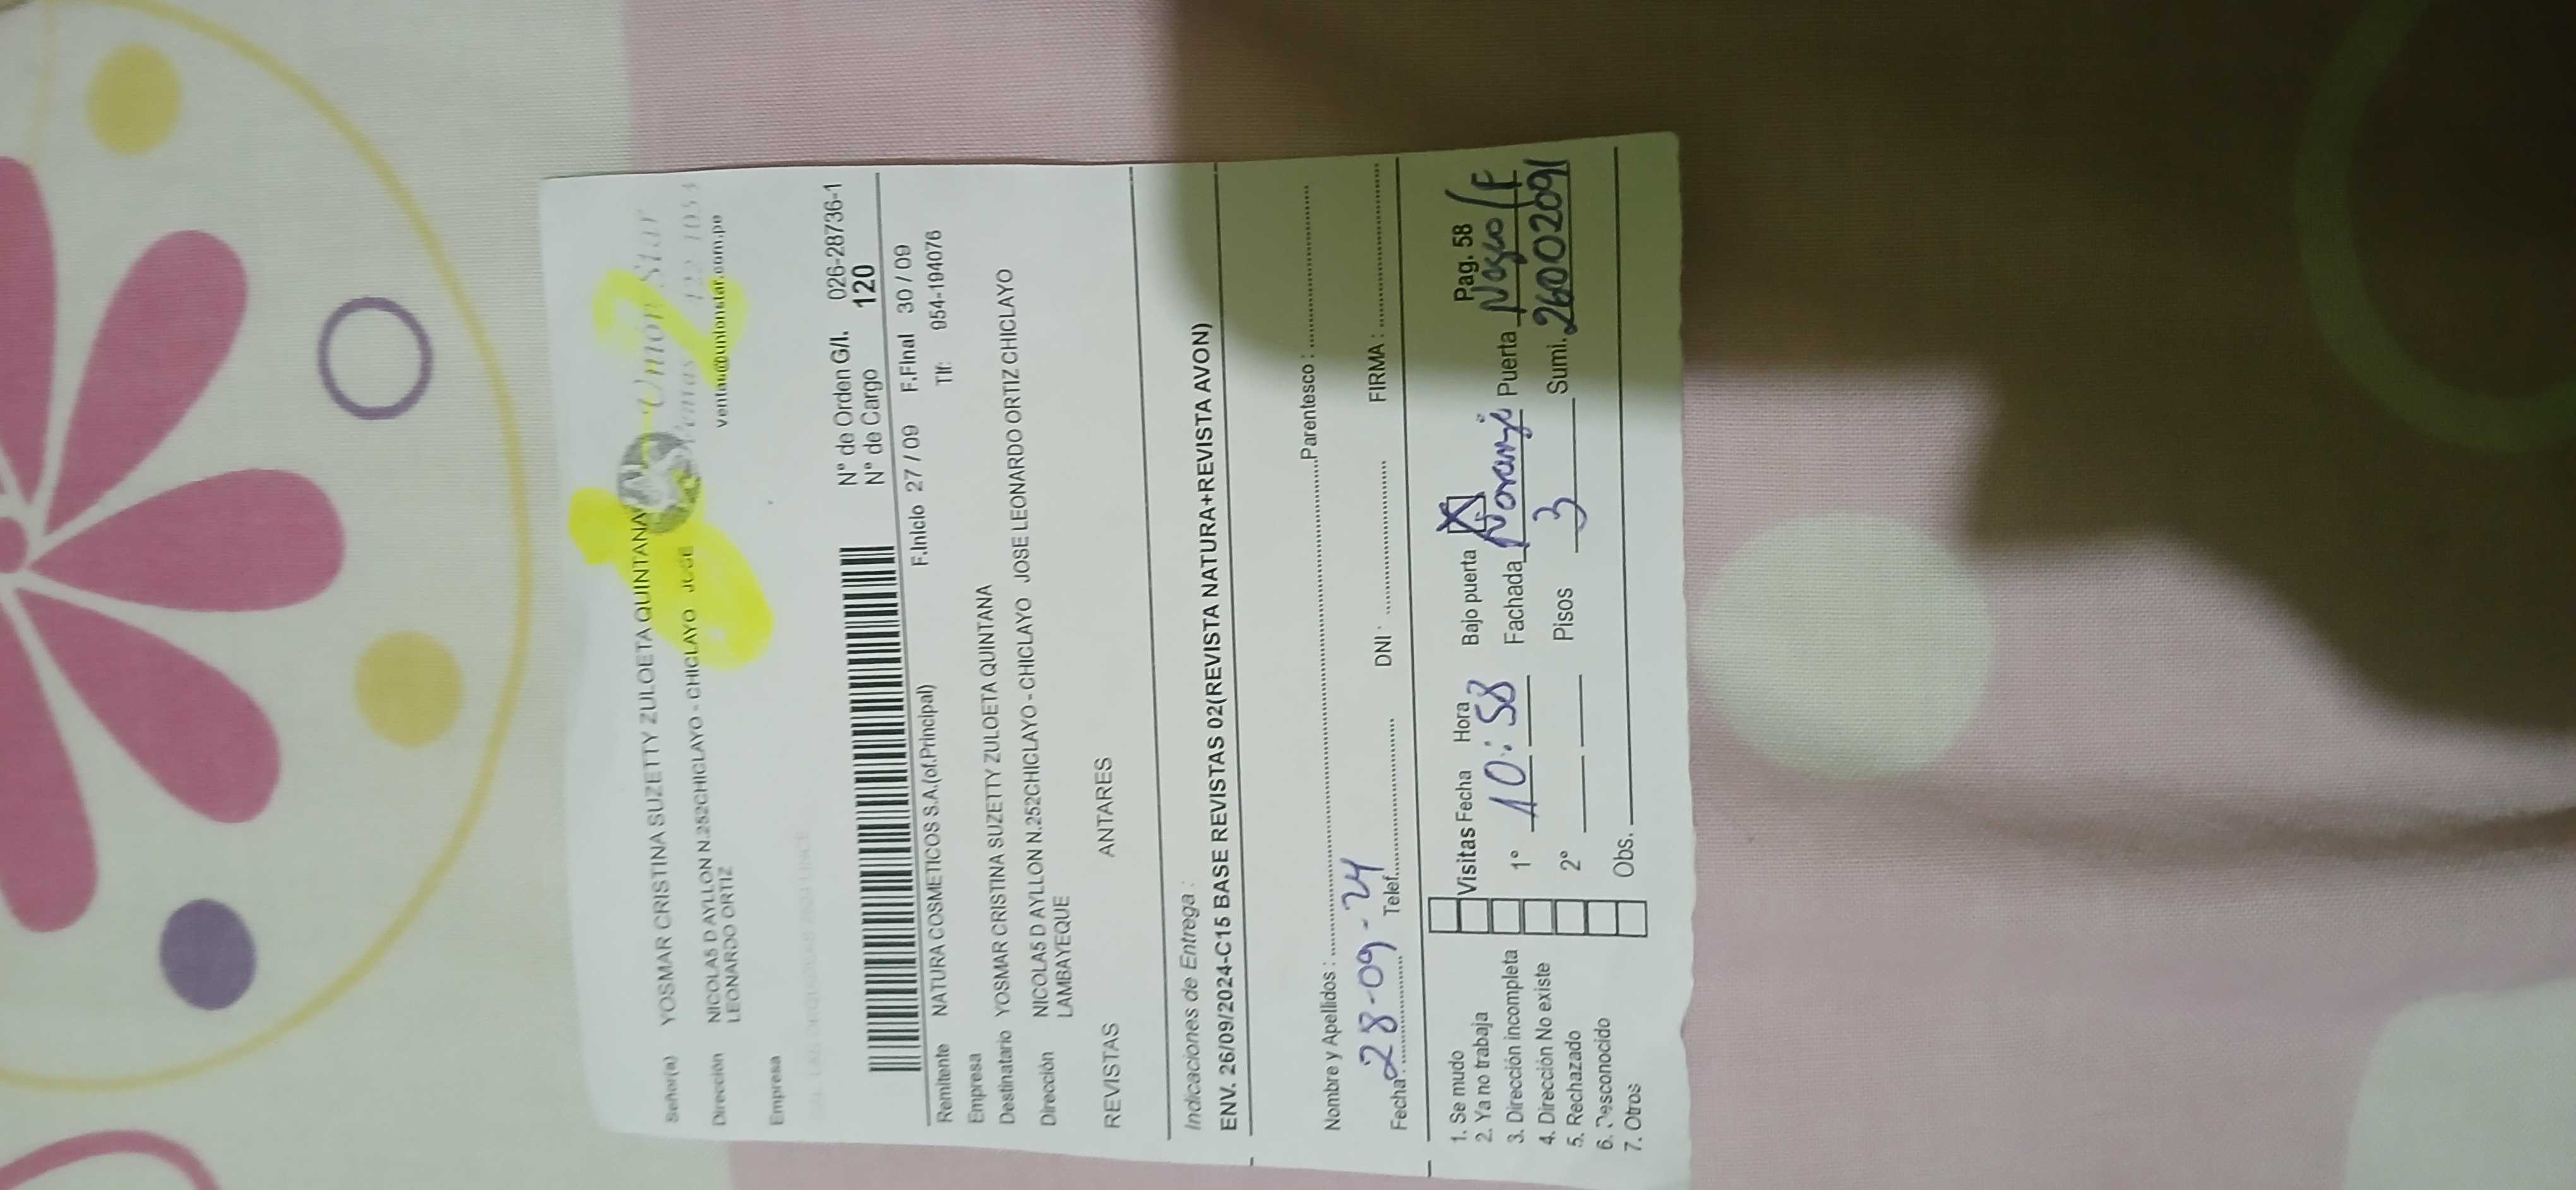 Señor(a) YOSMAR CRISTINA SUZETTY ZULOETA QUINTANA
Unión Star
Dirección NICOLAS D AYLLON N.252CHICLAYO - CHICLAYO JOSE
LEONARDO ORTIZ
ventas@unionstar.com.pe
Empresa
N° de Orden G/I. 026-28736-1
N° de Cargo 120
F.Inicio 27 / 09 F.Final 30 / 09
Remitente NATURA COSMETICOS S.A.(of.Principal) Tlf: 954-194076
Empresa
Destinatario YOSMAR CRISTINA SUZETTY ZULOETA QUINTANA
Dirección NICOLAS D AYLLON N.252CHICLAYO - CHICLAYO JOSE LEONARDO ORTIZ CHICLAYO
LAMBAYEQUE
REVISTAS ANTARES
Indicaciones de Entrega :
ENV. 26/09/2024-C15 BASE REVISTAS 02(REVISTA NATURA+REVISTA AVON)
Nombre y Apellidos : Parentesco :
Fecha: 28-09-24 Telef. DNI : FIRMA :
1. Se mudo Visitas Fecha Hora Bajo puerta X Pag. 58
2. Ya no trabaja
3. Dirección incompleta 1° 10:58 Fachada Naranja Puerta Negro/F
4. Dirección No existe
5. Rechazado 2° Pisos 3 Sumi. 26002091
6. Desconocido
7. Otros Obs.